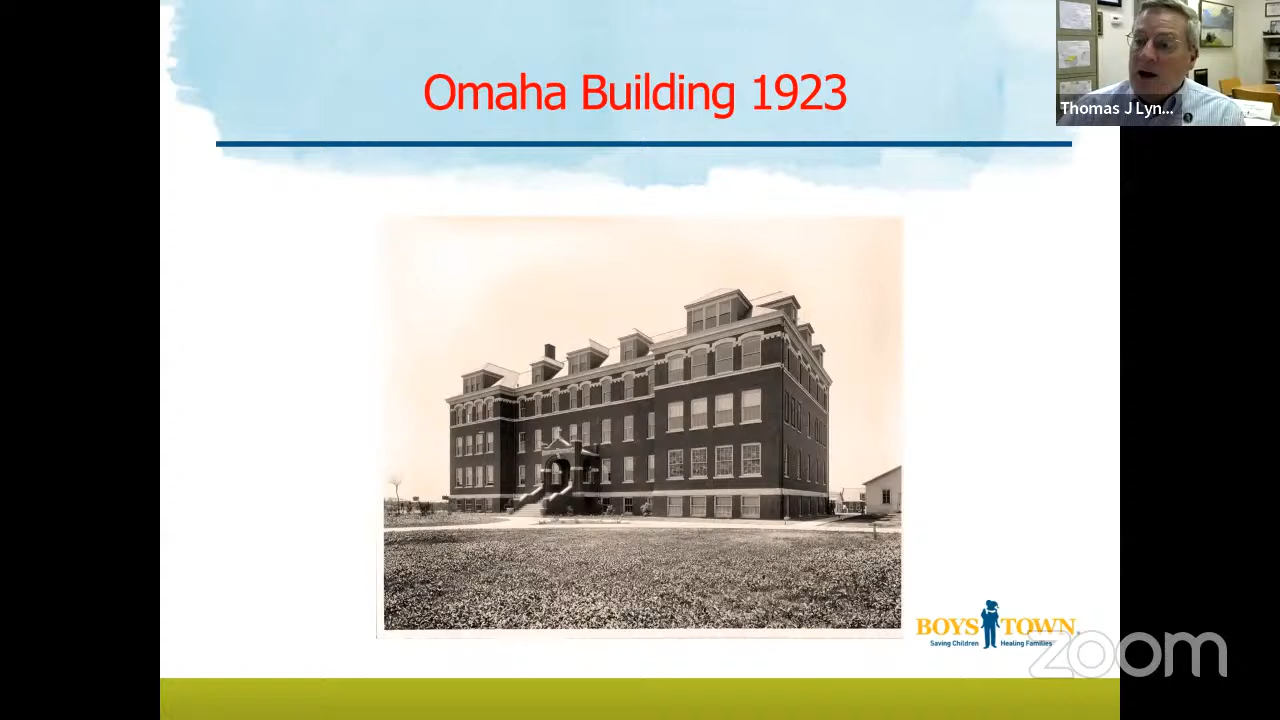 Omaha Building 1923
Thomas J Lyn...
BOYS TOWN
Saving Children Healing Families
zoom